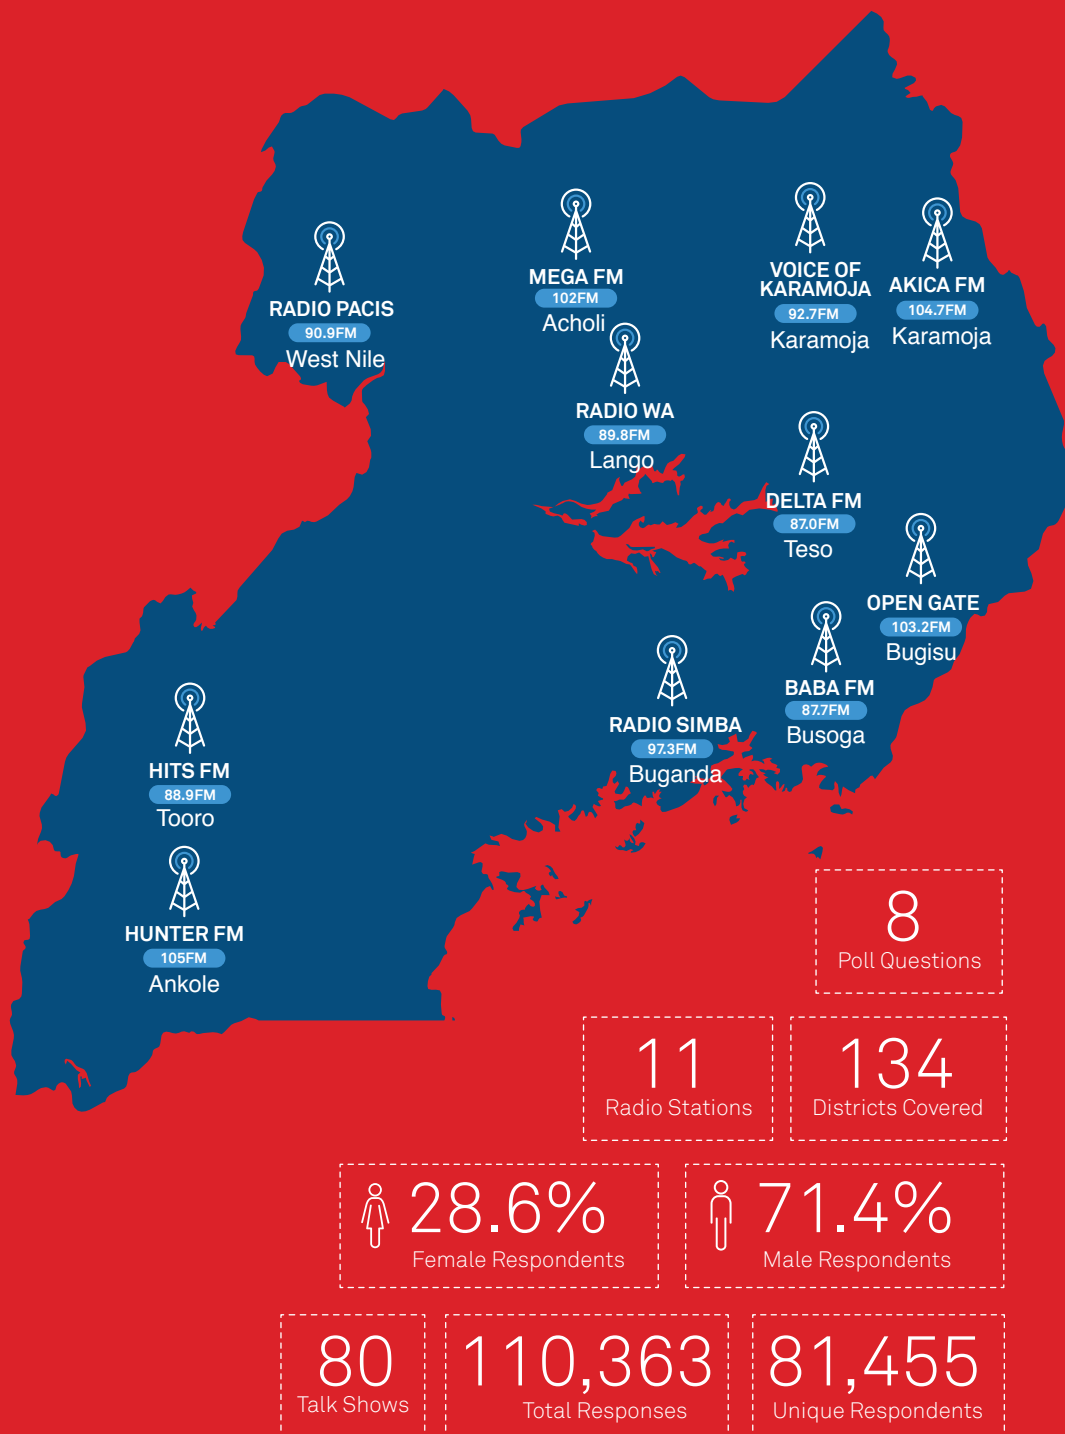 MEGA FM
102FM
Acholi
VOICE OF
KARAMOJA
92.7FM
Karamoja
AKICA FM
104.7FM
Karamoja
RADIO PACIS
90.9FM
West Nile
RADIO WA
89.8FM
Lango
DELTA FM
87.0FM
Teso
OPEN GATE
103.2FM
Bugisu
BABA FM
87.7FM
Busoga
RADIO SIMBA
97.3FM
Buganda
HITS FM
88.9FM
Tooro
HUNTER FM
105FM
Ankole
8
Poll Questions
11
Radio Stations
134
Districts Covered
28.6%
Female Respondents
71.4%
Male Respondents
80
Talk Shows
110,363
Total Responses
81,455
Unique Respondents